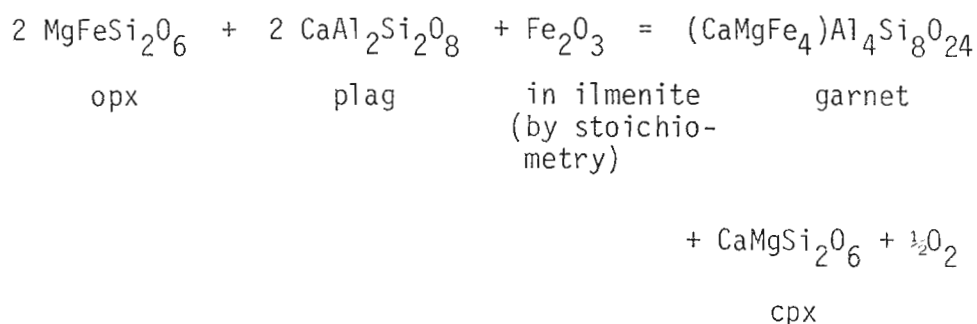 2 MgFeSi₂O₆ + 2 CaAl₂Si₂O₈ + Fe₂O₃ = (CaMgFe₄)Al₄Si₈O₂₄
opx plag in ilmenite garnet
(by stoichio-
metry)
+ CaMgSi₂O₆ + ½O₂
cpx